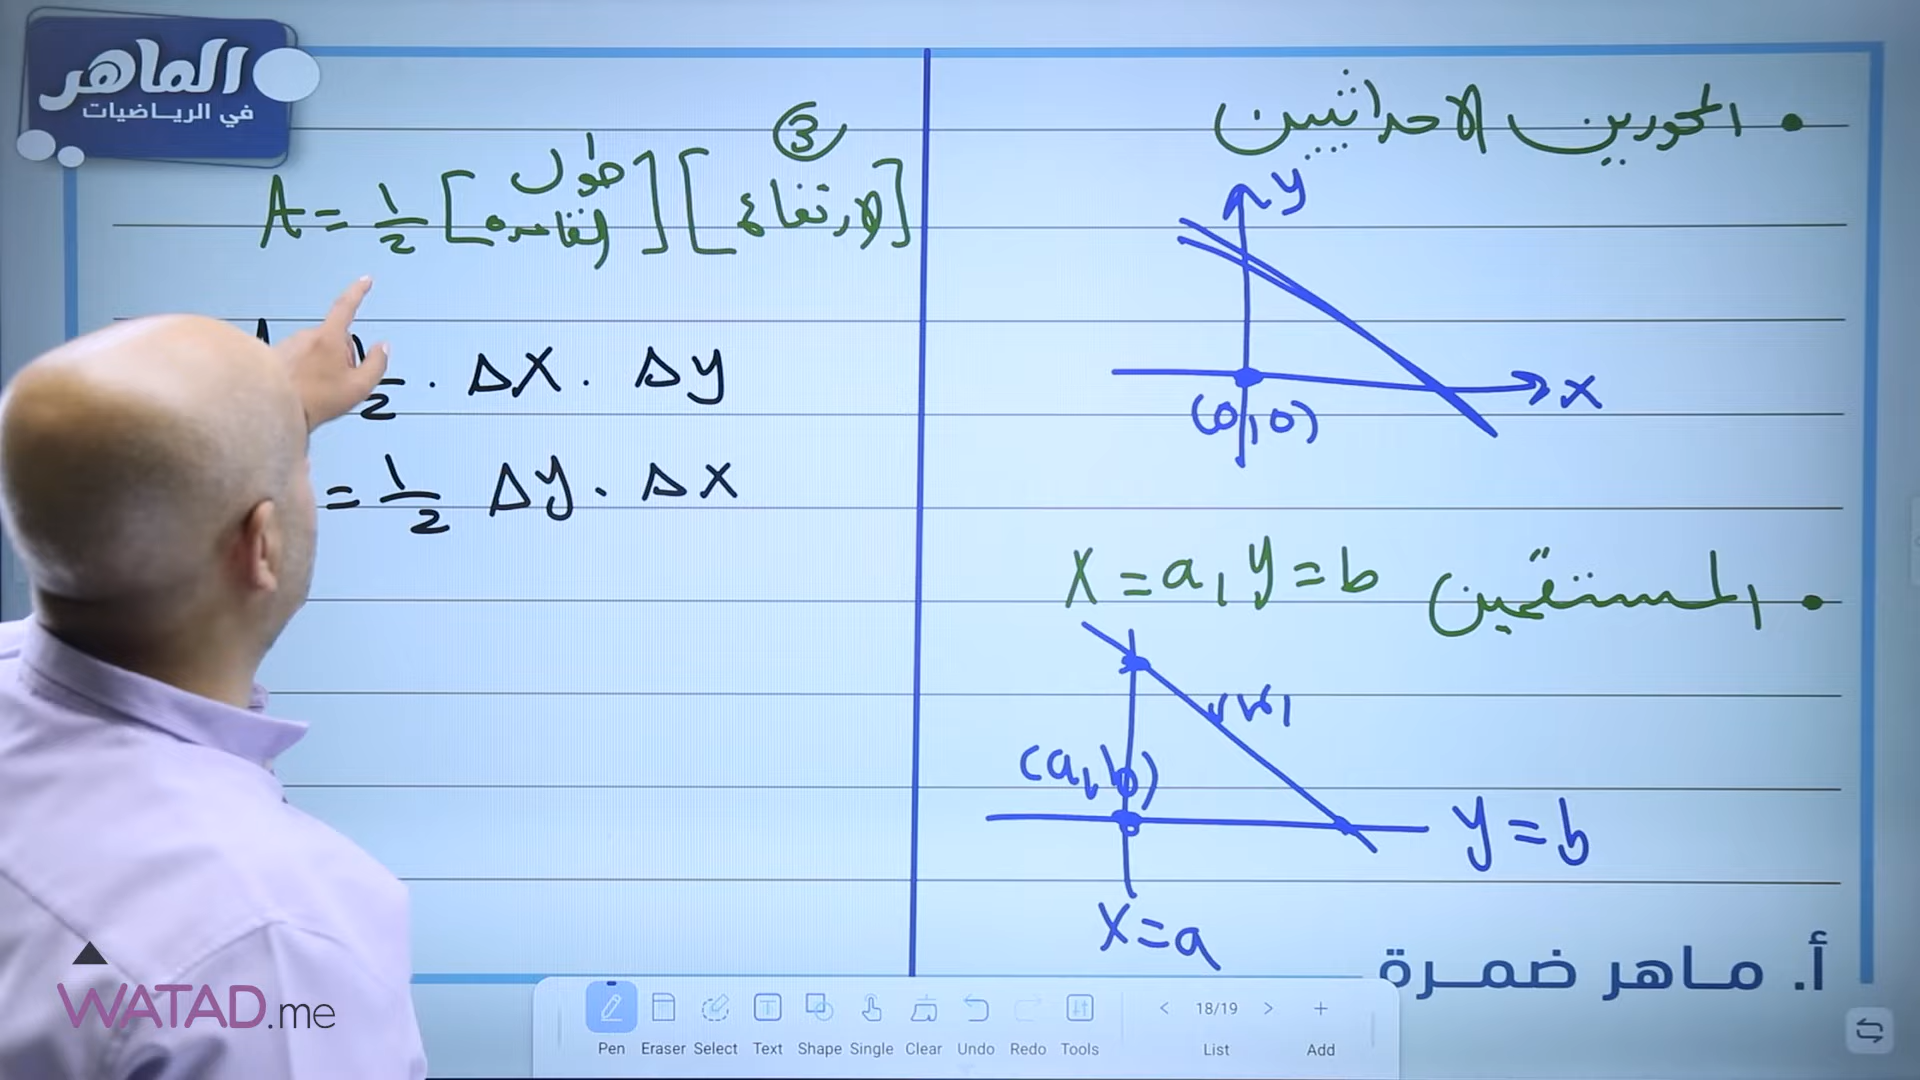 الماهر
في الرياضيات
• المحورين الاحداثيين
y
x
(0,0)
• المستقيمين x = a, y = b
(a, b)
y = b
x = a
③
A = 1/2 [طول القاعدة] [الارتفاع]
1/2 . Δx . Δy
= 1/2 Δy . Δx
أ. ماهر ضمرة
WATAD.me
Pen Eraser Select Text Shape Single Clear Undo Redo Tools < 18/19 > List + Add